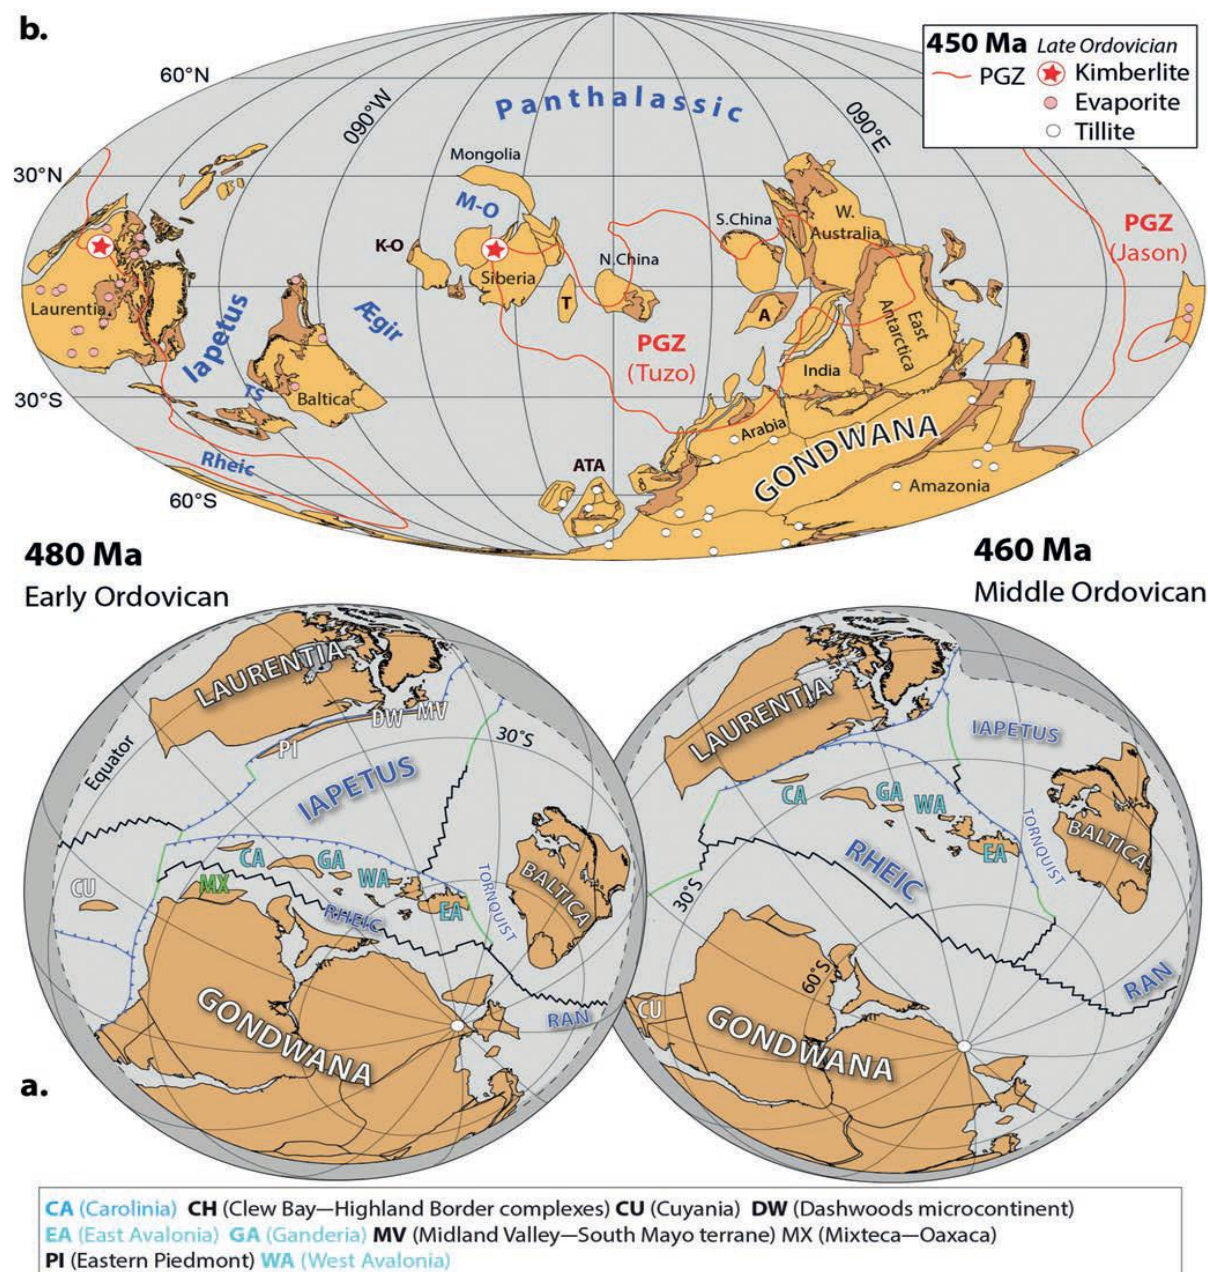 b.
450 Ma Late Ordovician
PGZ
Kimberlite
Evaporite
Tillite
60°N
090°W
Panthalassic
090°E
30°N
Mongolia
M-O
K-O
Siberia
N.China
S.China
W.
Australia
PGZ
(Jason)
Laurentia
Iapetus
Ægir
T
A
East
Antarctica
PGZ
(Tuzo)
India
30°S
TS
Baltica
Arabia
GONDWANA
Rheic
ATA
Amazonia
60°S
480 Ma
Early Ordovican
460 Ma
Middle Ordovican
LAURENTIA
DW
MV
PI
30°S
Equator
IAPETUS
CA
GA
WA
EA
MX
CU
RHEIC
TORNQUIST
BALTICA
GONDWANA
RAN
LAURENTIA
IAPETUS
CA
GA
WA
EA
TORNQUIST
BALTICA
RHEIC
30°S
60°S
CU
GONDWANA
RAN
a.
CA (Carolinia) CH (Clew Bay—Highland Border complexes) CU (Cuyania) DW (Dashwoods microcontinent)
EA (East Avalonia) GA (Ganderia) MV (Midland Valley—South Mayo terrane) MX (Mixteca—Oaxaca)
PI (Eastern Piedmont) WA (West Avalonia)